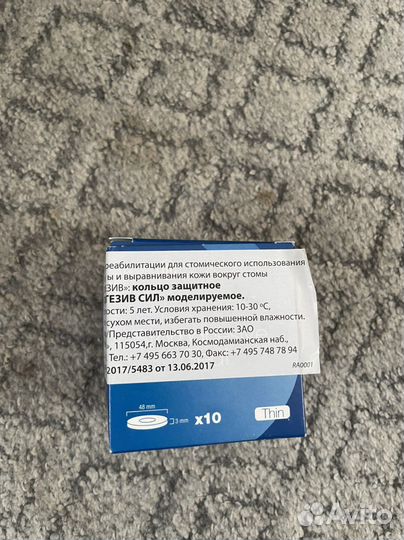 реабилитации для стомического использования
ы и выравнивания кожи вокруг стомы
ЗИВ»: кольцо защитное
ГЕЗИВ СИЛ» моделируемое.
ости: 5 лет. Условия хранения: 10-30 ºС,
сухом мести, избегать повышенной влажности.
Представительство в России: ЗАО
», 115054,г. Москва, Космодамианская наб.,
Тел.: +7 495 663 70 30, Факс: +7 495 748 78 94
2017/5483 от 13.06.2017
RA0001
48 mm
3 mm
x10
Thin
Avito